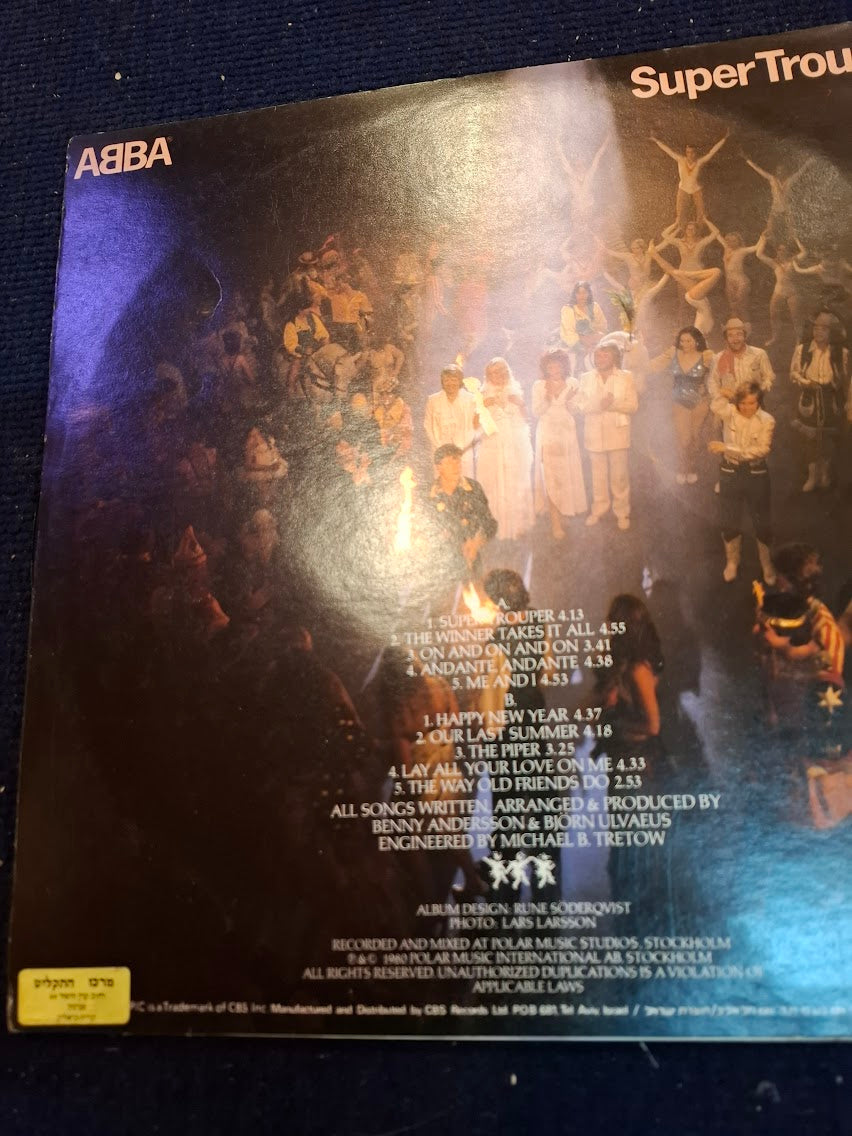 ABBA®
Super Trou
A.
1. SUPER TROUPER 4.13
2. THE WINNER TAKES IT ALL 4.55
3. ON AND ON AND ON 3.41
4. ANDANTE, ANDANTE 4.38
5. ME AND I 4.53
B.
1. HAPPY NEW YEAR 4.37
2. OUR LAST SUMMER 4.18
3. THE PIPER 3.25
4. LAY ALL YOUR LOVE ON ME 4.33
5. THE WAY OLD FRIENDS DO 2.53
ALL SONGS WRITTEN, ARRANGED & PRODUCED BY
BENNY ANDERSSON & BJÖRN ULVAEUS
ENGINEERED BY MICHAEL B. TRETOW
ALBUM DESIGN: RUNE SÖDERQVIST
PHOTO: LARS LARSSON
RECORDED AND MIXED AT POLAR MUSIC STUDIOS, STOCKHOLM
℗ & © 1980 POLAR MUSIC INTERNATIONAL AB, STOCKHOLM
ALL RIGHTS RESERVED. UNAUTHORIZED DUPLICATIONS IS A VIOLATION OF
APPLICABLE LAWS
מרכז התקליט
PIC is a Trademark of CBS Inc. Manufactured and Distributed by CBS Records Ltd. POB 681, Tel Aviv, Israel /